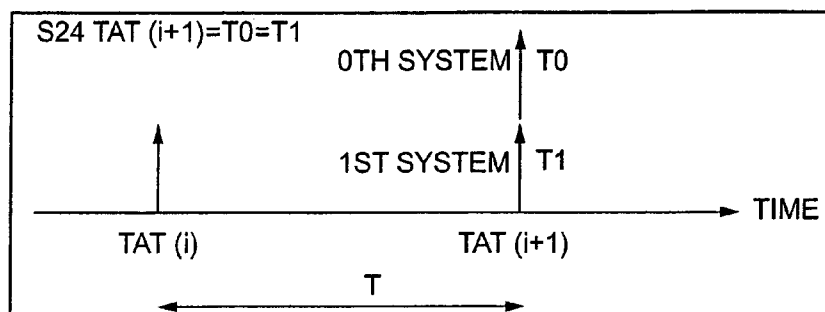 S24 TAT (i+1)=T0=T1
0TH SYSTEM T0
1ST SYSTEM T1
TIME
TAT (i) TAT (i+1)
T